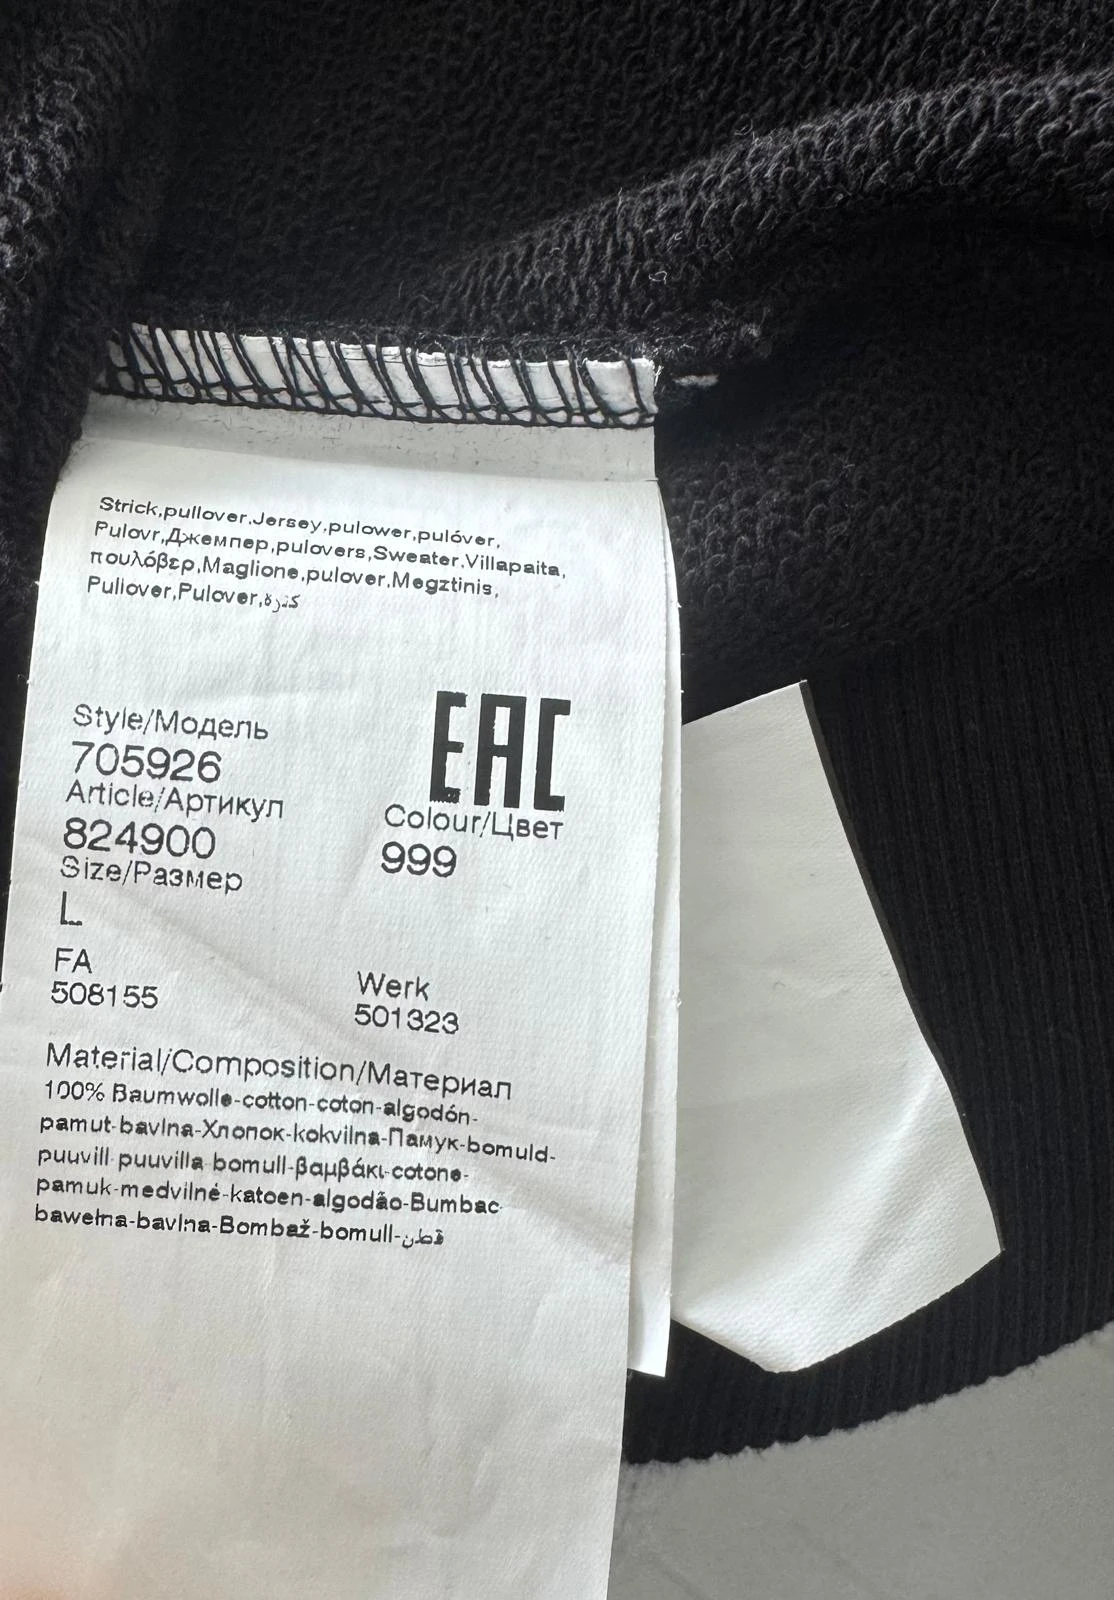 Strick,pullover,Jersey,pulower,pulóver,
Pulovr,Джемпер,pulovers,Sweater,Villapaita,
πουλόβερ,Maglione,pulover,Megztinis,
Pullover,Pulover,كنزة
EAC
Style/Модель
705926
Article/Артикул
824900
Colour/Цвет
999
Size/Размер
L
FA
508155
Werk
501323
Material/Composition/Материал
100% Baumwolle-cotton-coton-algodón-
pamut-bavlna-Хлопок-kokvilna-Памук-bomuld-
puuvill-puuvilla-bomull-βαμβάκι-cotone-
pamuk-medvilnė-katoen-algodão-Bumbac-
bawełna-bavlna-Bombaž-bomull-قطن